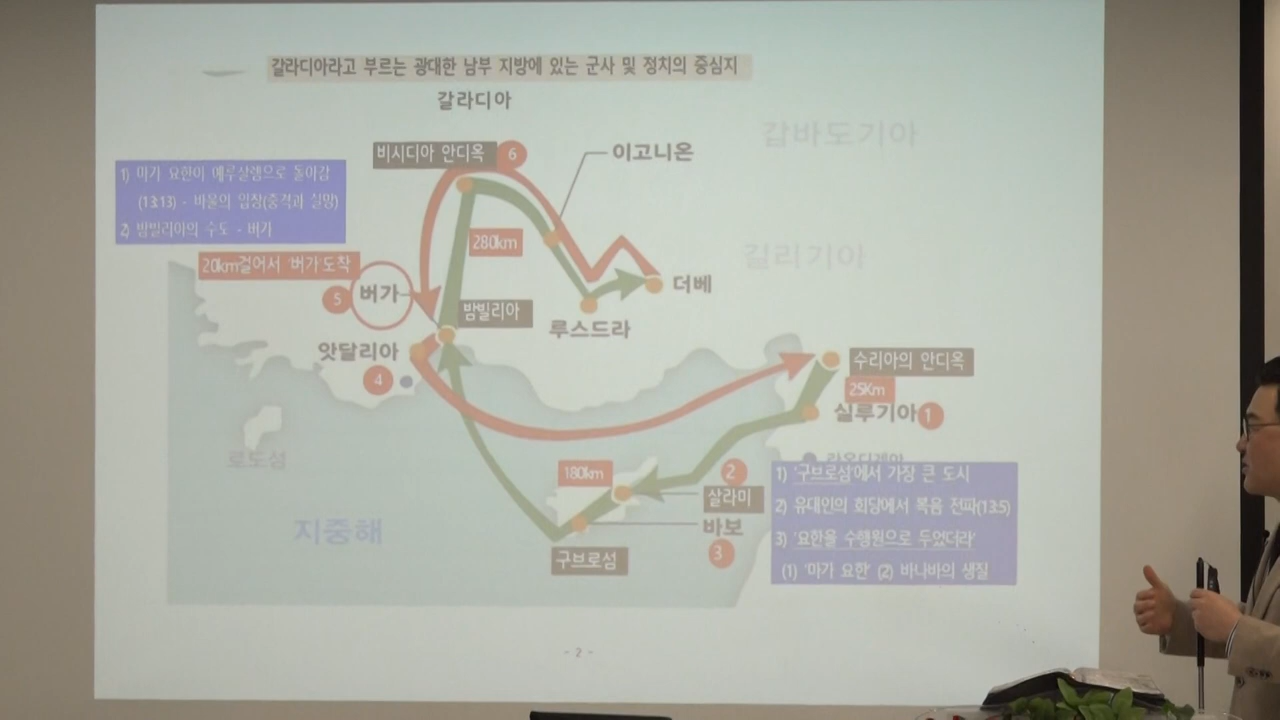 갈라디아라고 부르는 광대한 남부 지방에 있는 군사 및 정치의 중심지
갈라디아
갑바도기아
비시디아 안디옥
6
이고니온
1) 마가 요한이 예루살렘으로 돌아감
(13:13) - 바울의 입장(충격과 실망)
2) 밤빌리아의 수도 - 버가
280km
길리기아
20km걸어서 '버가'도착
5
버가
더베
밤빌리아
루스드라
앗달리아
4
수리아의 안디옥
25Km
실루기아
1
로도섬
라오디게아
180km
2
살라미
바보
3
구브로섬
지중해
1) '구브로섬'에서 가장 큰 도시
2) 유대인의 회당에서 복음 전파(13:5)
3) '요한을 수행원으로 두었더라'
(1) '마가 요한' (2) 바나바의 생질
- 2 -